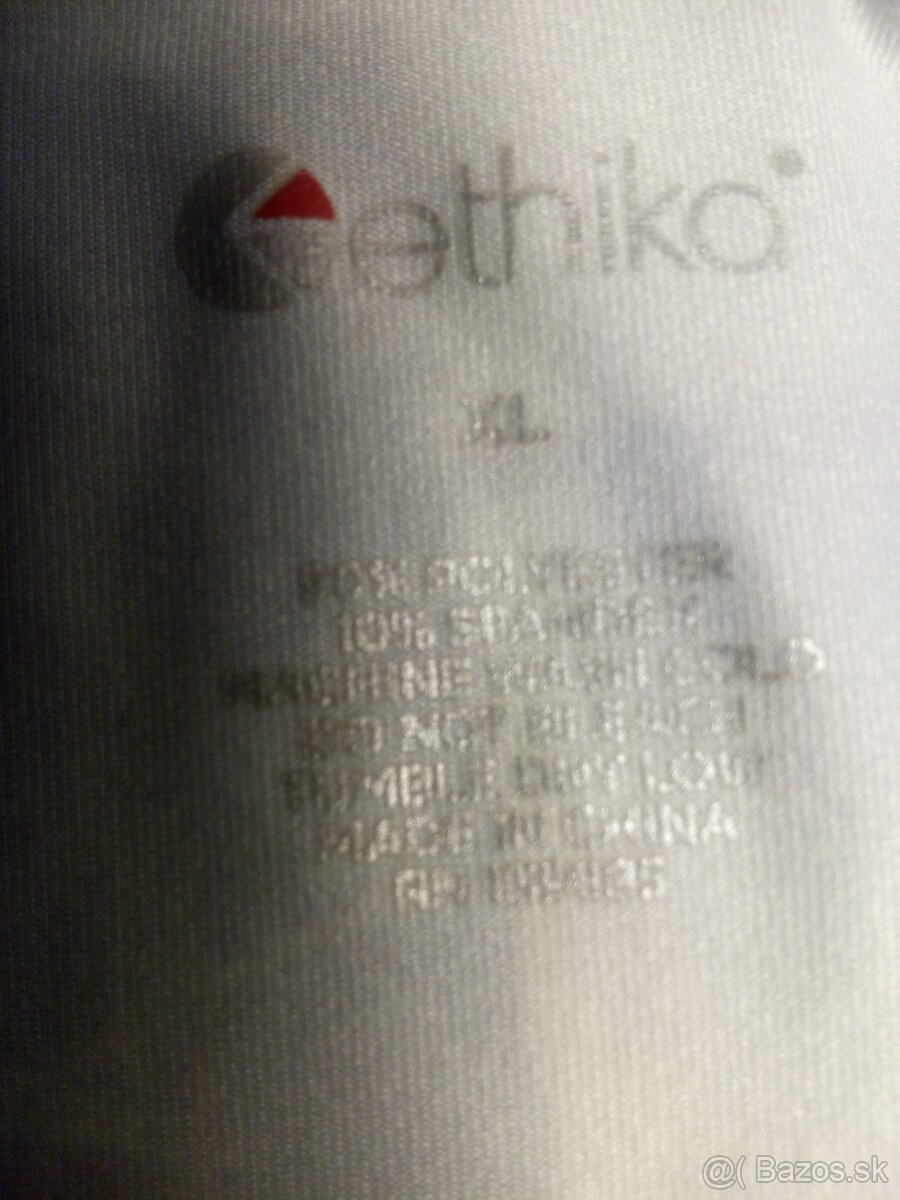 ethika
XL
90% POLYESTER
10% SPANDEX
MACHINE WASH COLD
DO NOT BLEACH
TUMBLE DRY LOW
MADE IN CHINA
RN
@( Bazos.sk